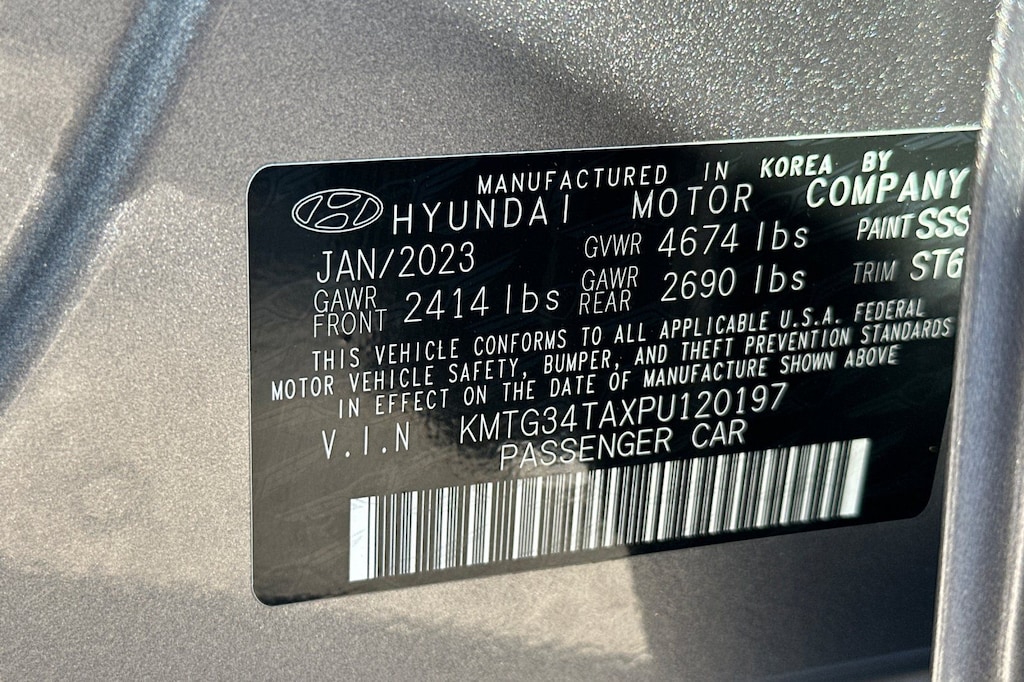 MANUFACTURED IN KOREA BY
HYUNDAI MOTOR COMPANY
JAN/2023 GVWR 4674 lbs PAINT SSS
GAWR FRONT 2414 lbs GAWR REAR 2690 lbs TRIM ST6
THIS VEHICLE CONFORMS TO ALL APPLICABLE U.S.A. FEDERAL
MOTOR VEHICLE SAFETY, BUMPER, AND THEFT PREVENTION STANDARDS
IN EFFECT ON THE DATE OF MANUFACTURE SHOWN ABOVE
V.I.N KMTG34TAXPU120197
PASSENGER CAR